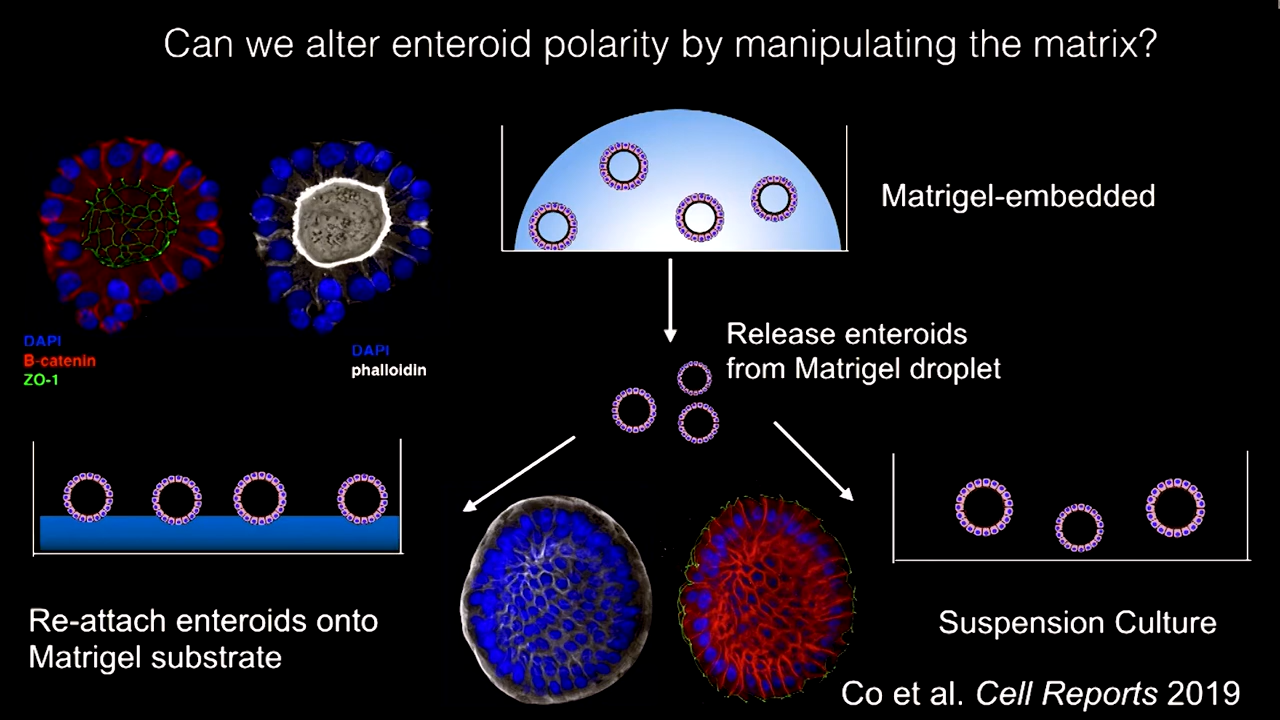 Can we alter enteroid polarity by manipulating the matrix?
Matrigel-embedded
DAPI
B-catenin
ZO-1
DAPI
phalloidin
Release enteroids
from Matrigel droplet
Re-attach enteroids onto
Matrigel substrate
Suspension Culture
Co et al. Cell Reports 2019